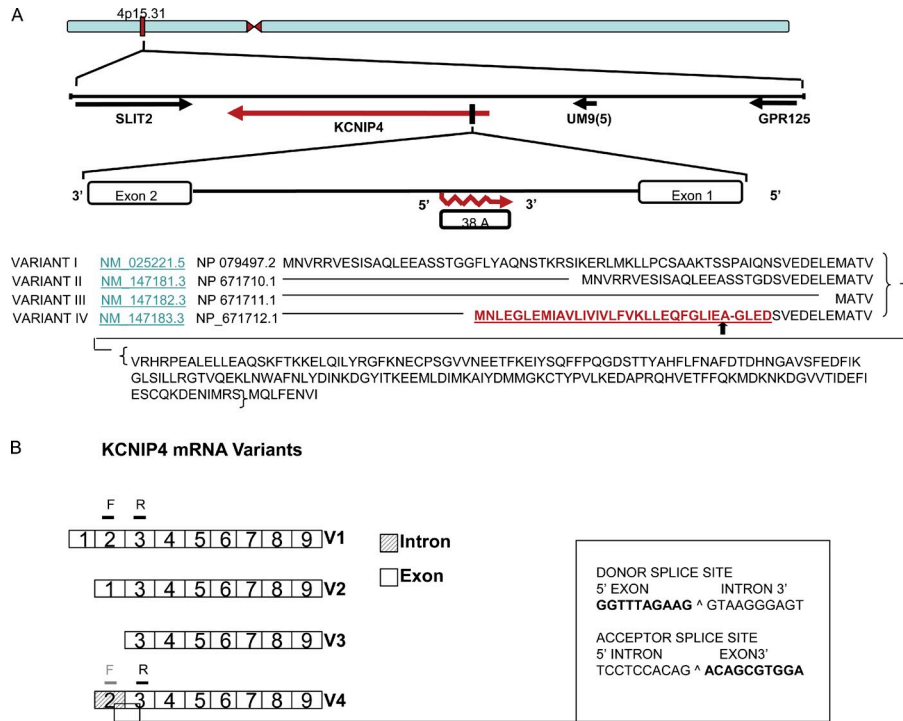 A
4p15.31
SLIT2
KCNIP4
UM9(5)
GPR125
3' Exon 2 Exon 1 5'
5' 3'
38 A
VARIANT I NM_025221.5 NP 079497.2 MNVRRVESISAQLEEASSTGGFLYAQNSTKRSIKERLMKLLPCSAAKTSSPAIQNSVEDELEMATV
VARIANT II NM_147181.3 NP 671710.1 MNVRRVESISAQLEEASSTGDSVEDELEMATV
VARIANT III NM_147182.3 NP 671711.1 MATV
VARIANT IV NM_147183.3 NP_671712.1 MNLEGLEMIAVLIVIVLFVKLLEQFGLIEA-GLEDSVEDELEMATV
VRHRPEALELLEAQSKFTKKELQILYRGFKNECPSGVVNEETFKEIYSQFFPQGDSTTYAHFLFNAFDTDHNGAVSFEDFIK
GLSILLRGTVQEKLNWAFNLYDINKDGYITKEEMLDIMKAIYDMMGKCTYPVLKEDAPRQHVETFFQKMDKNKDGVVTIDEFI
ESCQKDENIMRSMQLFENVI
B
KCNIP4 mRNA Variants
F R
1 2 3 4 5 6 7 8 9 V1
Intron
Exon
1 3 4 5 6 7 8 9 V2
3 4 5 6 7 8 9 V3
F R
2 3 4 5 6 7 8 9 V4
DONOR SPLICE SITE
5' EXON INTRON 3'
GGTTTAGAAG ^ GTAAGGGAGT
ACCEPTOR SPLICE SITE
5' INTRON EXON3'
TCCTCCACAG ^ ACAGCGTGGA